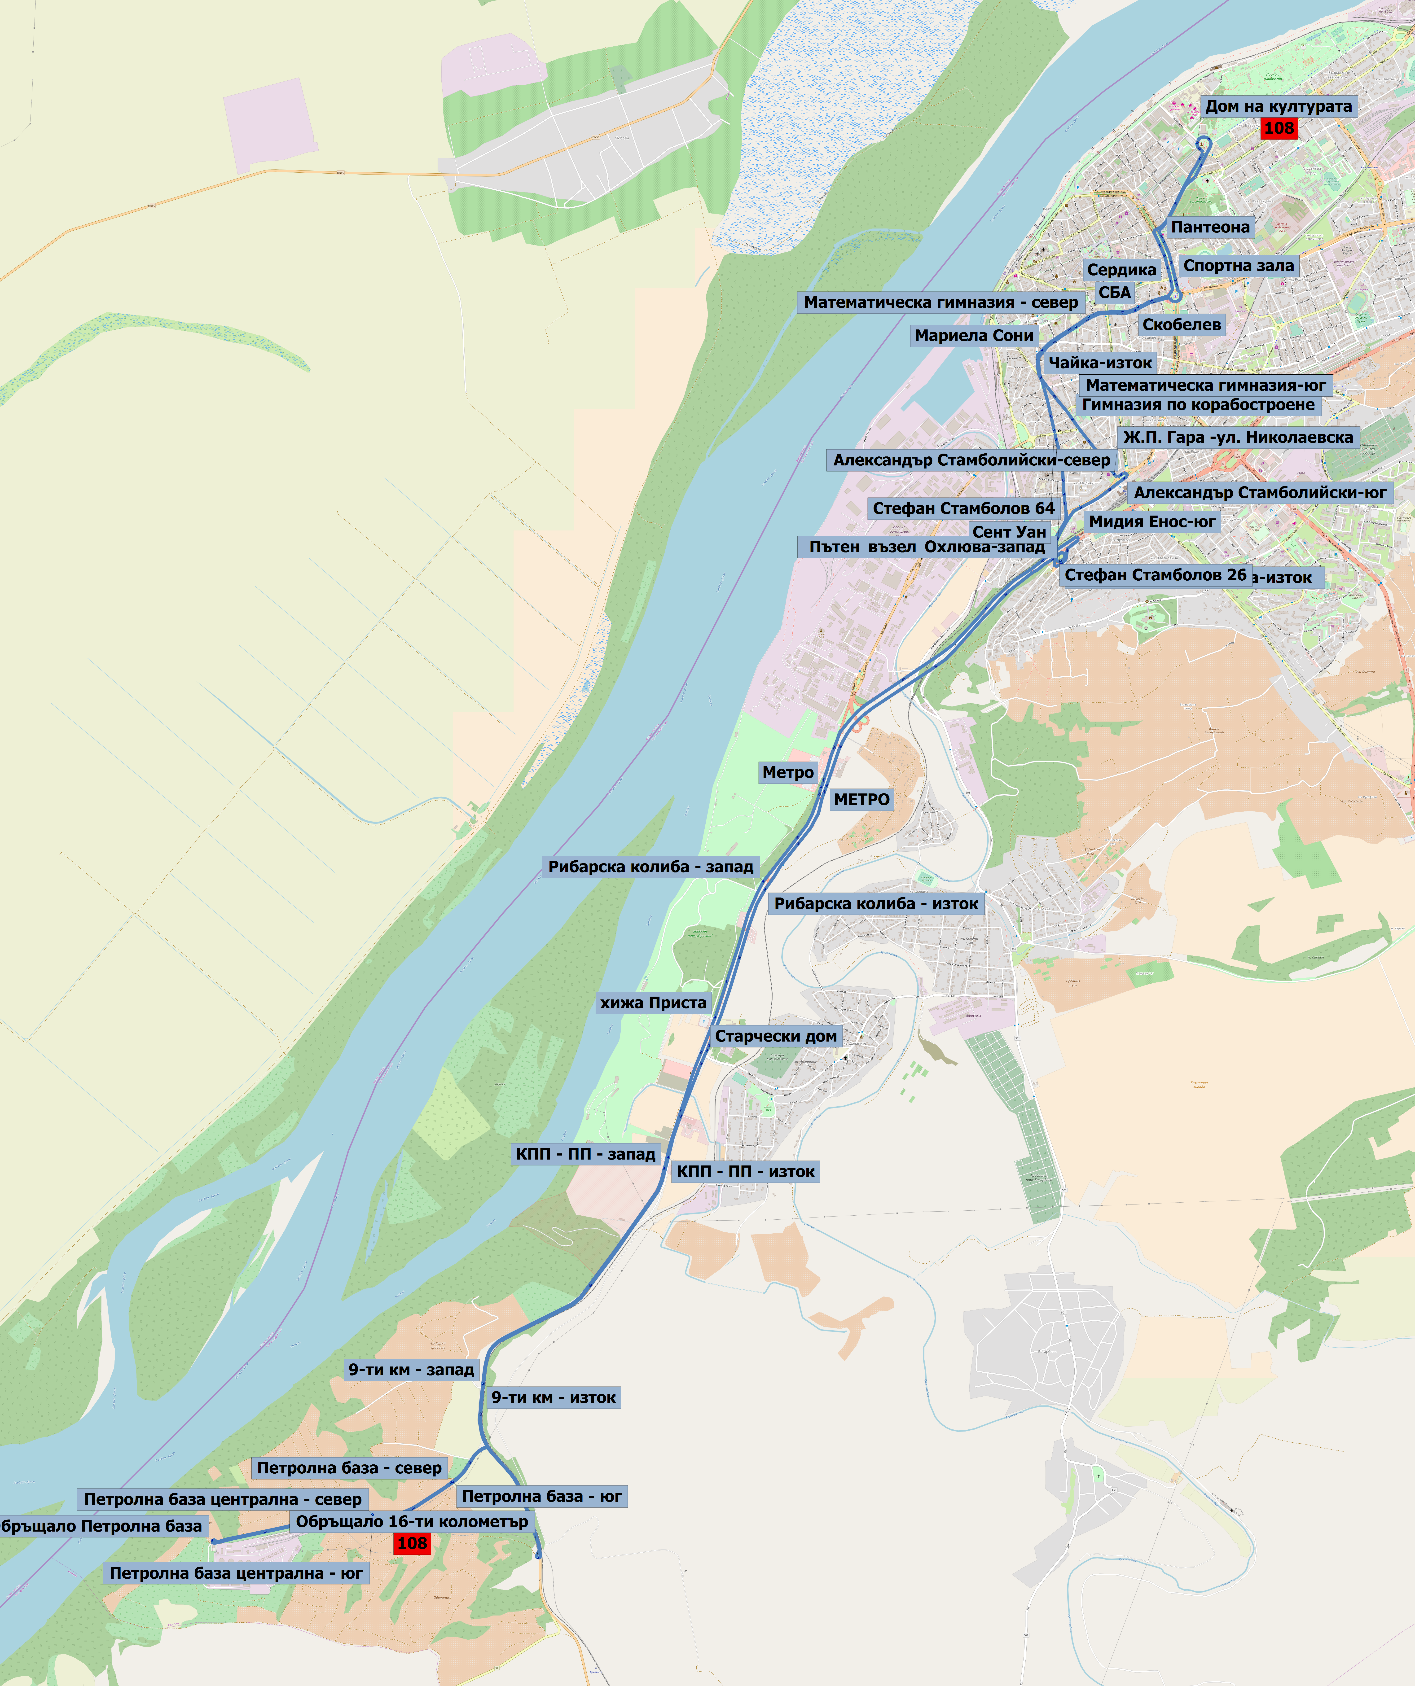 Дом на културата
108
Пантеона
Сердика
Спортна зала
СБА
Математическа гимназия - север
Скобелев
Мариела Сони
Чайка-изток
Математическа гимназия-юг
Гимназия по корабостроене
Ж.П. Гара -ул. Николаевска
Александър Стамболийски-север
Александър Стамболийски-юг
Стефан Стамболов 64
Мидия Енос-юг
Сент Уан
Пътен възел Охлюва-запад
Стефан Стамболов 26
а-изток
Метро
МЕТРО
Рибарска колиба - запад
Рибарска колиба - изток
хижа Приста
Старчески дом
КПП - ПП - запад
КПП - ПП - изток
9-ти км - запад
9-ти км - изток
Петролна база - север
Петролна база - юг
Петролна база централна - север
Обръщало 16-ти колометър
бръщало Петролна база
108
Петролна база централна - юг